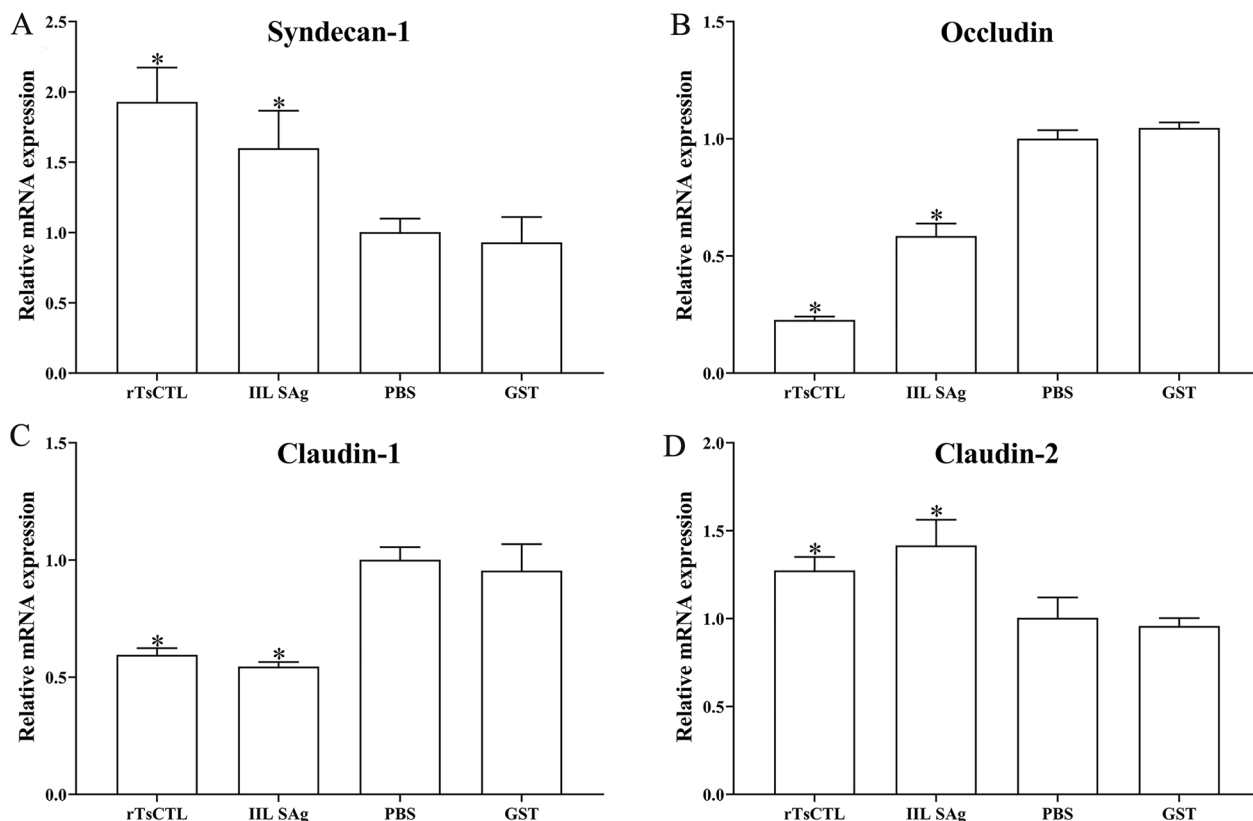 A
Syndecan-1
Relative mRNA expression
2.5
2.0
1.5
1.0
0.5
0.0
*
*
rTsCTL IIL SAg PBS GST
B
Occludin
Relative mRNA expression
1.5
1.0
0.5
0.0
*
*
rTsCTL IIL SAg PBS GST
C
Claudin-1
Relative mRNA expression
1.5
1.0
0.5
0.0
*
*
rTsCTL IIL SAg PBS GST
D
Claudin-2
Relative mRNA expression
2.0
1.5
1.0
0.5
0.0
*
*
rTsCTL IIL SAg PBS GST